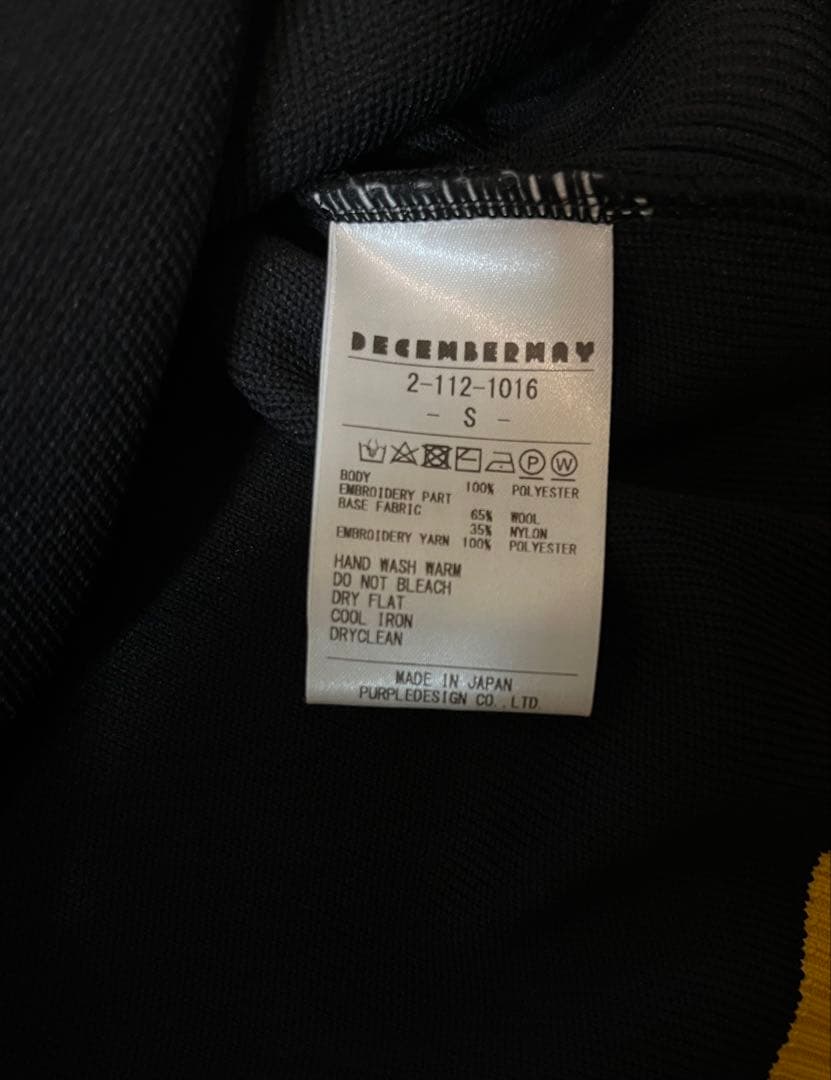 DECEMBERMAY
2-112-1016
- S -
P W
BODY 100% POLYESTER
EMBROIDERY PART
BASE FABRIC 65% WOOL
35% NYLON
EMBROIDERY YARN 100% POLYESTER
HAND WASH WARM
DO NOT BLEACH
DRY FLAT
COOL IRON
DRYCLEAN
MADE IN JAPAN
PURPLEDESIGN CO.,LTD.